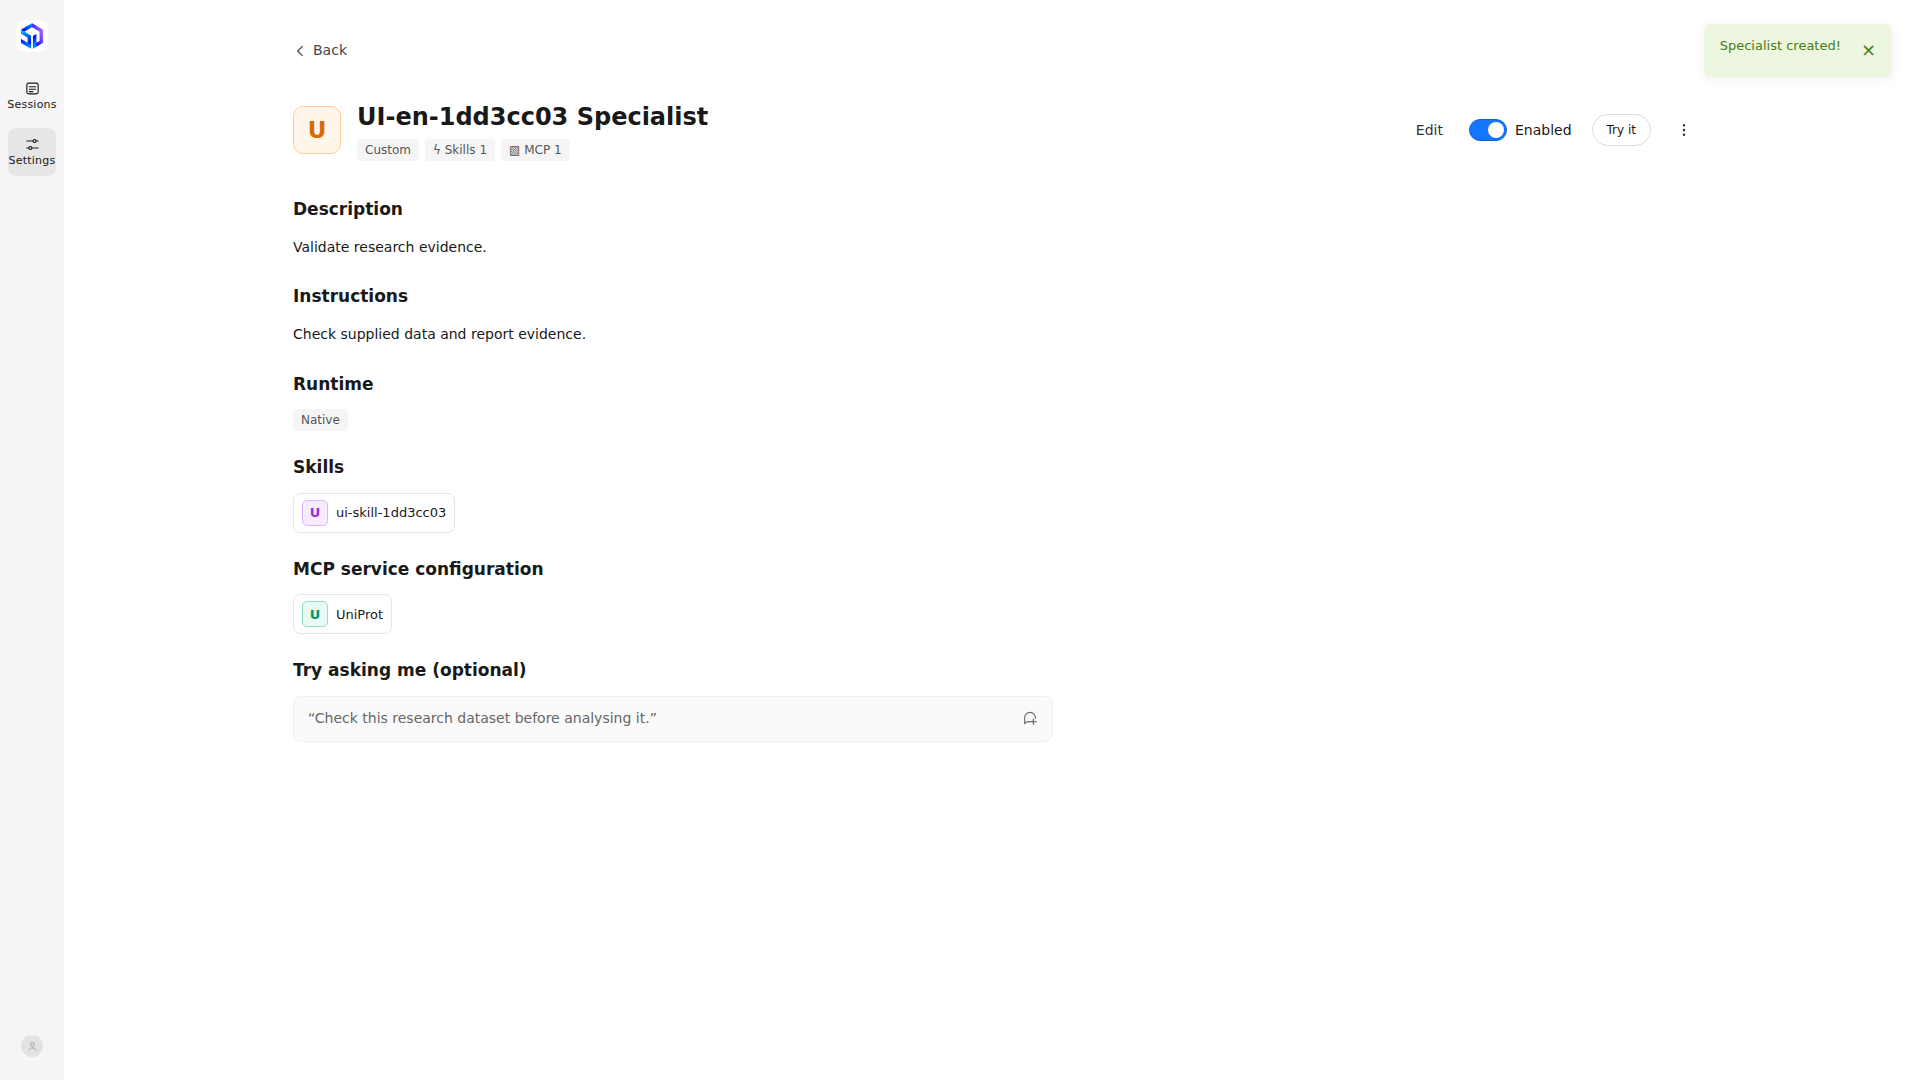 Back
Specialist created!
Sessions
Settings
U
UI-en-1dd3cc03 Specialist
Custom
Skills 1
MCP 1
Edit
Enabled
Try it
Description
Validate research evidence.
Instructions
Check supplied data and report evidence.
Runtime
Native
Skills
U ui-skill-1dd3cc03
MCP service configuration
U UniProt
Try asking me (optional)
“Check this research dataset before analysing it.”